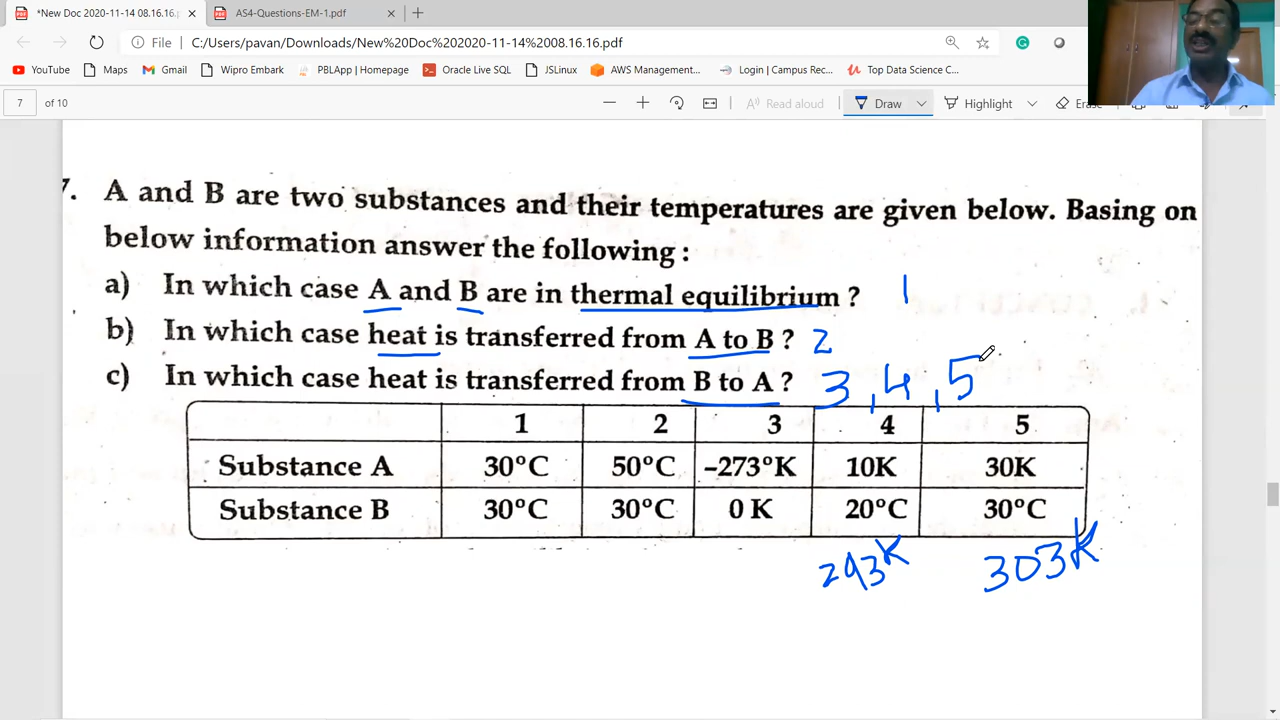 *New Doc 2020-11-14 08.16.16.p
AS4-Questions-EM-1.pdf
File C:/Users/pavan/Downloads/New%20Doc%202020-11-14%2008.16.16.pdf
YouTube Maps Gmail Wipro Embark PBLApp | Homepage Oracle Live SQL JSLinux AWS Management... Login | Campus Rec... Top Data Science C...
7 of 10 Read aloud Draw Highlight Erase
7. A and B are two substances and their temperatures are given below. Basing on
below information answer the following :
a) In which case A and B are in thermal equilibrium ? 1
b) In which case heat is transferred from A to B ? 2
c) In which case heat is transferred from B to A ? 3, 4, 5
1 2 3 4 5
Substance A 30°C 50°C –273°K 10K 30K
Substance B 30°C 30°C 0 K 20°C 30°C
293K 303K